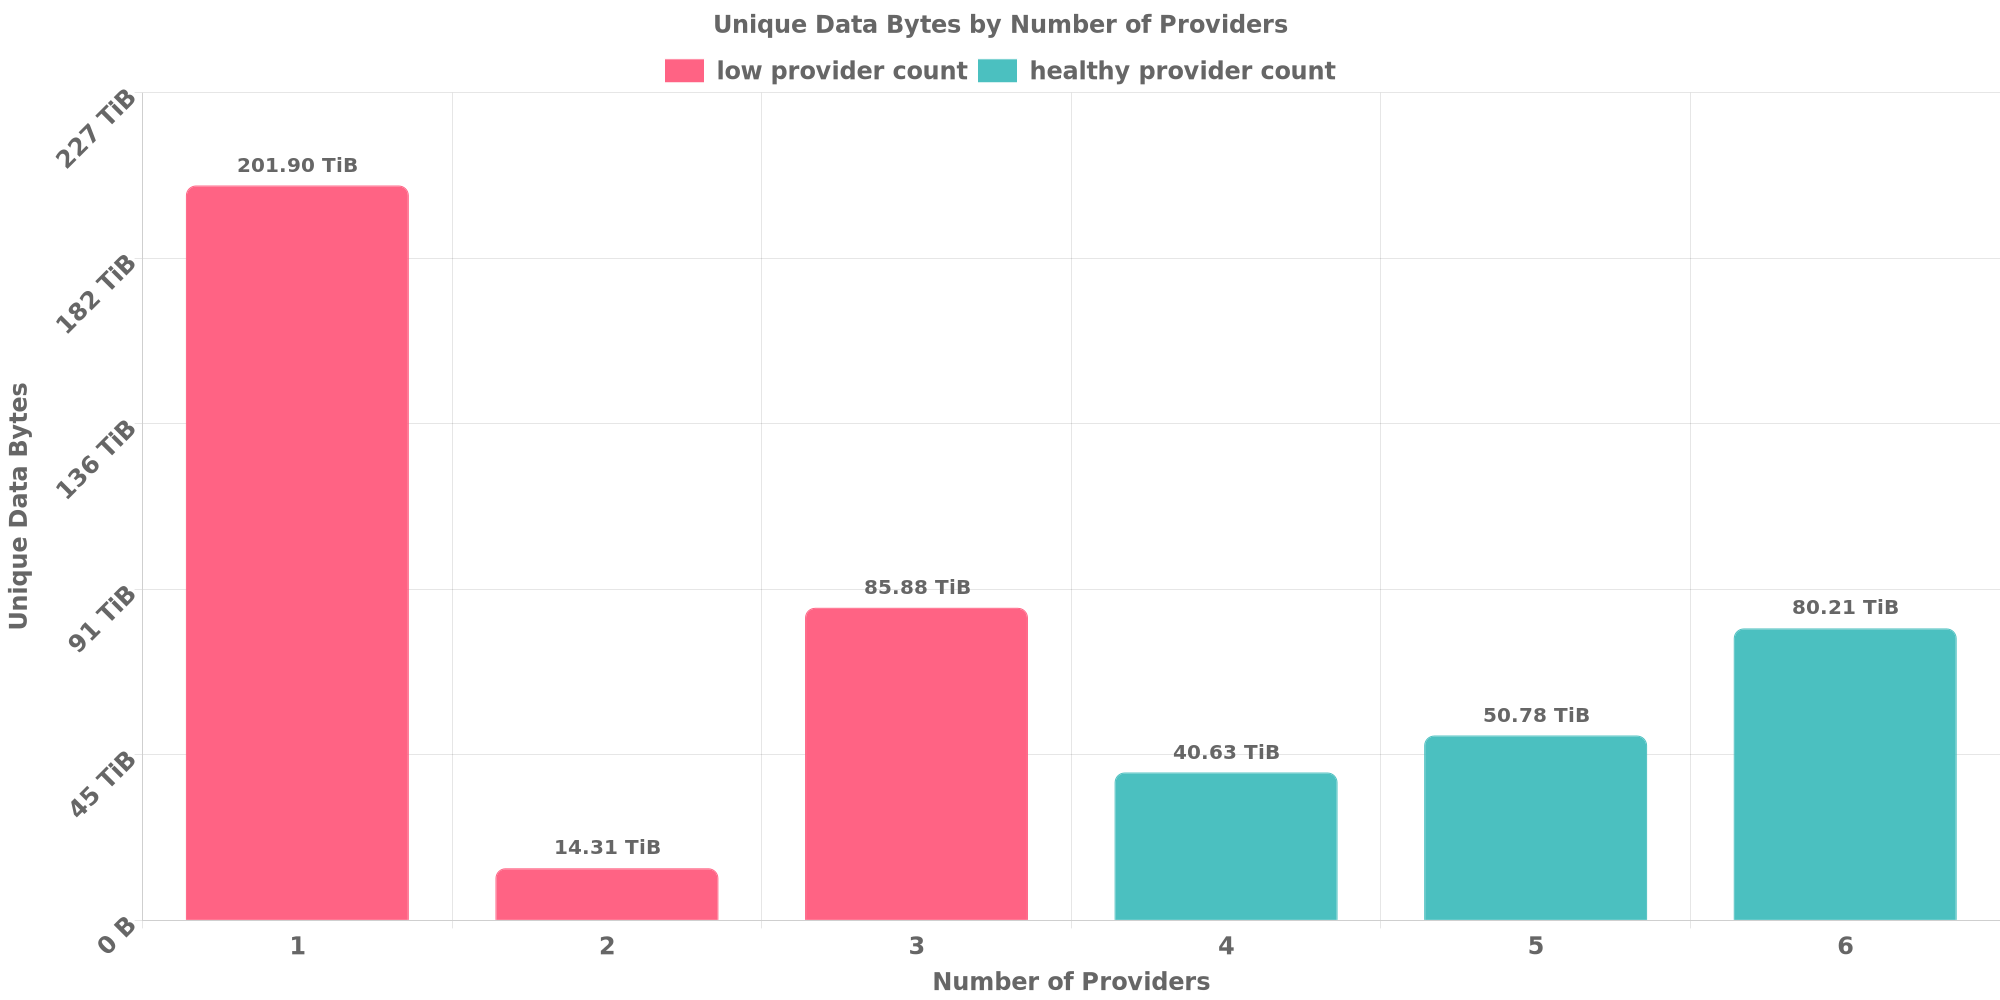 Unique Data Bytes by Number of Providers
low provider count healthy provider count
227 TiB
182 TiB
136 TiB
91 TiB
45 TiB
0 B
Unique Data Bytes
201.90 TiB
14.31 TiB
85.88 TiB
40.63 TiB
50.78 TiB
80.21 TiB
1 2 3 4 5 6
Number of Providers